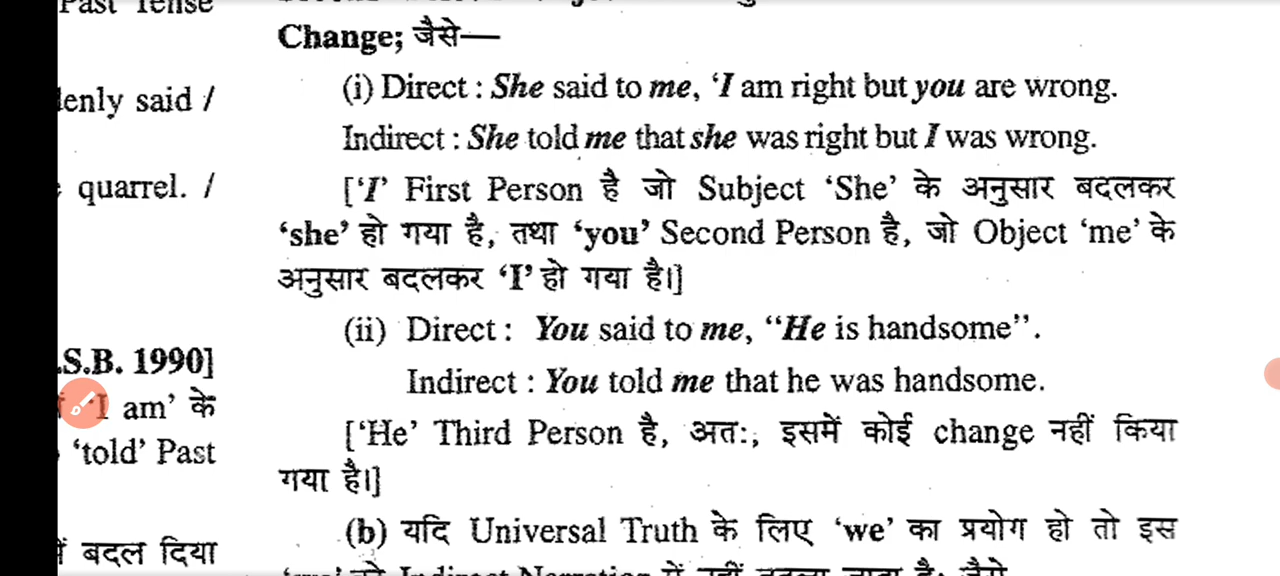 Past Tense
Change; जैसे—
(i) Direct : She said to me, ‘I am right but you are wrong.
denly said /
Indirect : She told me that she was right but I was wrong.
[‘I’ First Person है जो Subject ‘She’ के अनुसार बदलकर
quarrel. /
‘she’ हो गया है, तथा ‘you’ Second Person है, जो Object ‘me’ के
अनुसार बदलकर ‘I’ हो गया है।]
(ii) Direct : You said to me, “He is handsome”.
.S.B. 1990]
Indirect : You told me that he was handsome.
I am’ के
[‘He’ Third Person है, अतः, इसमें कोई change नहीं किया
‘told’ Past
गया है।]
(b) यदि Universal Truth के लिए ‘we’ का प्रयोग हो तो इस
में बदल दिया